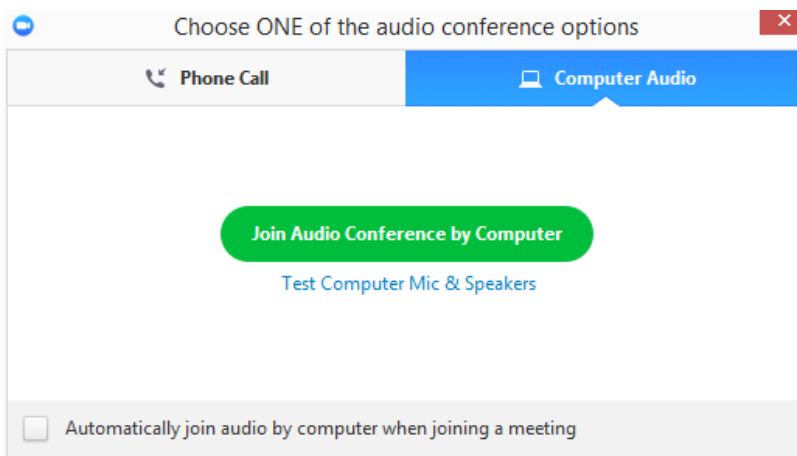 Choose ONE of the audio conference options
Phone Call
Computer Audio
Join Audio Conference by Computer
Test Computer Mic & Speakers
Automatically join audio by computer when joining a meeting